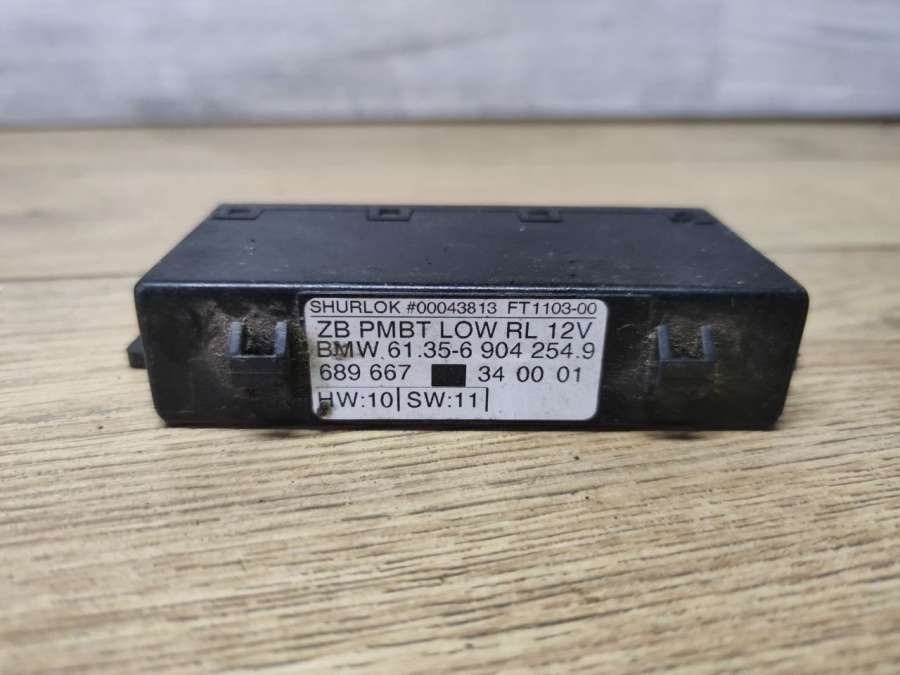 SHURLOK #00043813 FT1103-00
ZB PMBT LOW RL 12V
BMW 61.35-6 904 254.9
689 667 34 00 01
HW:10 SW:11